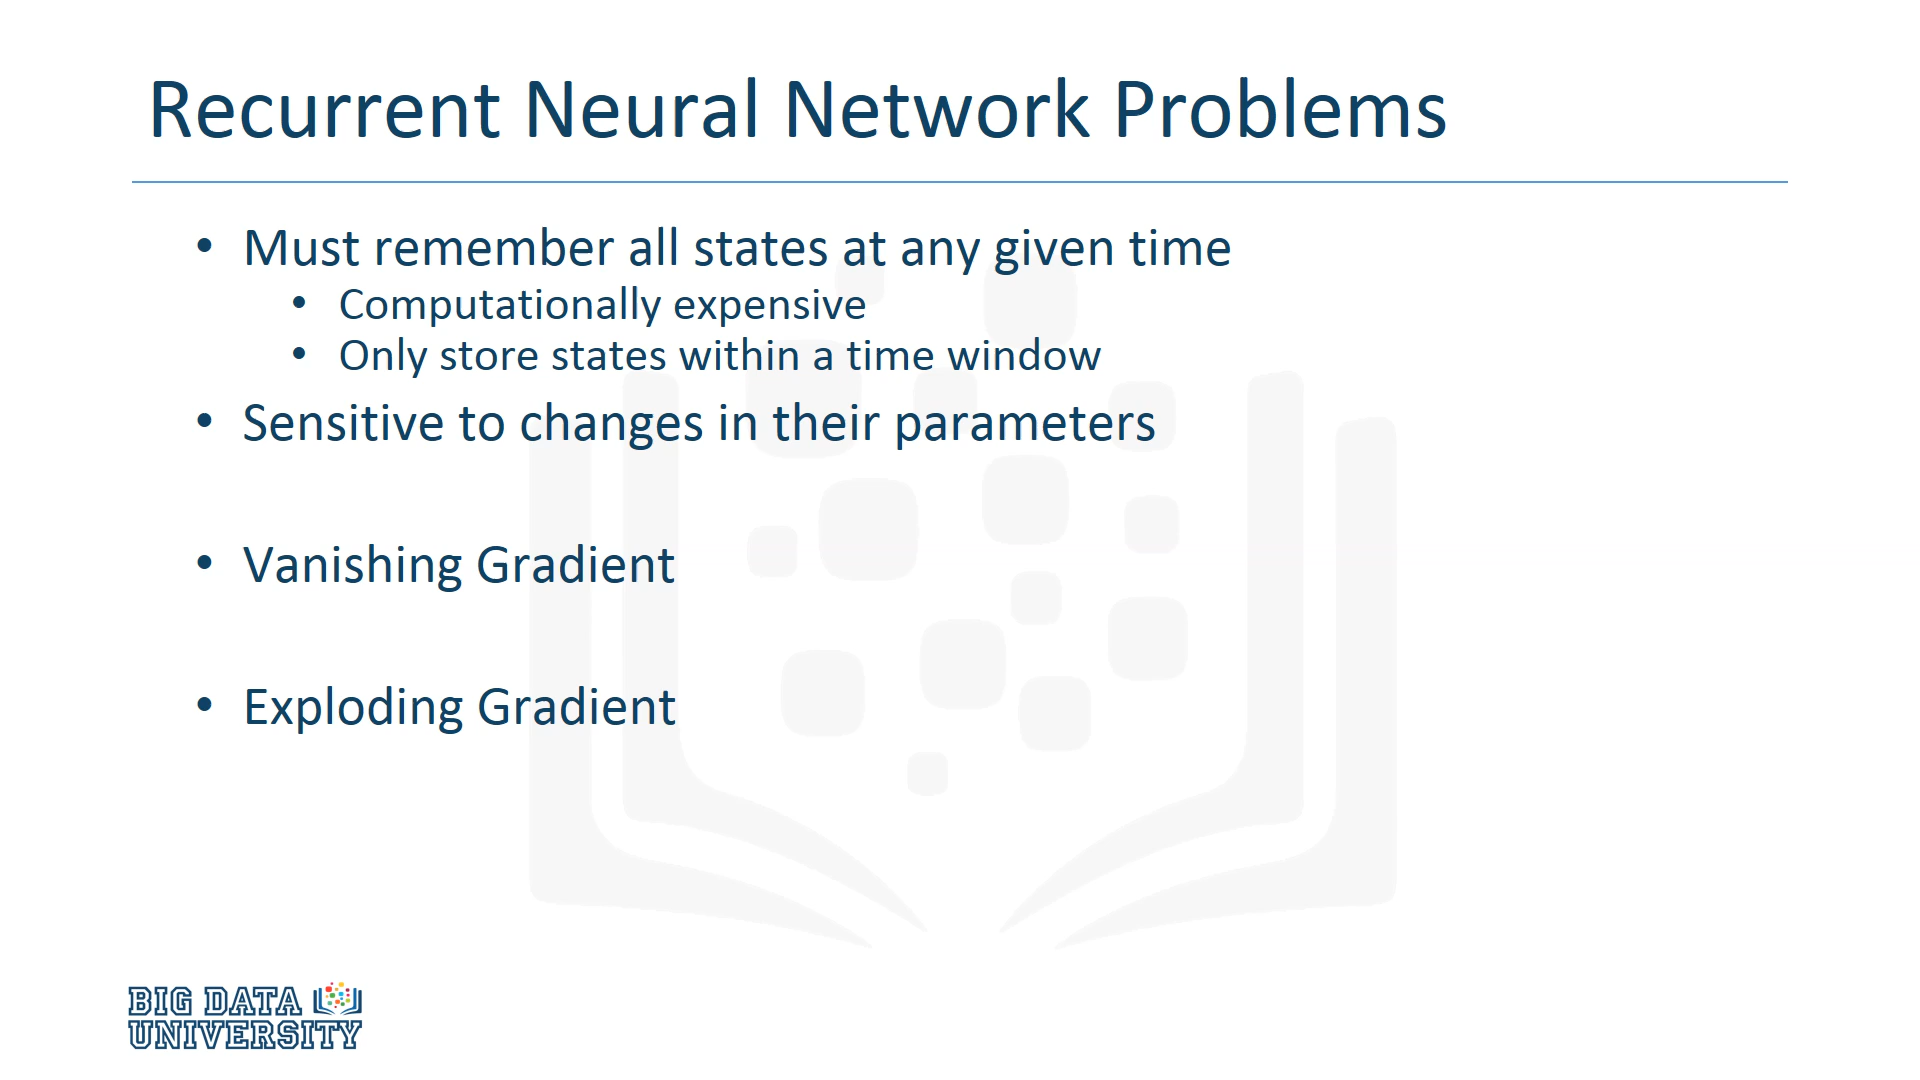 Recurrent Neural Network Problems
• Must remember all states at any given time
• Computationally expensive
• Only store states within a time window
• Sensitive to changes in their parameters
• Vanishing Gradient
• Exploding Gradient
BIG DATA
UNIVERSITY